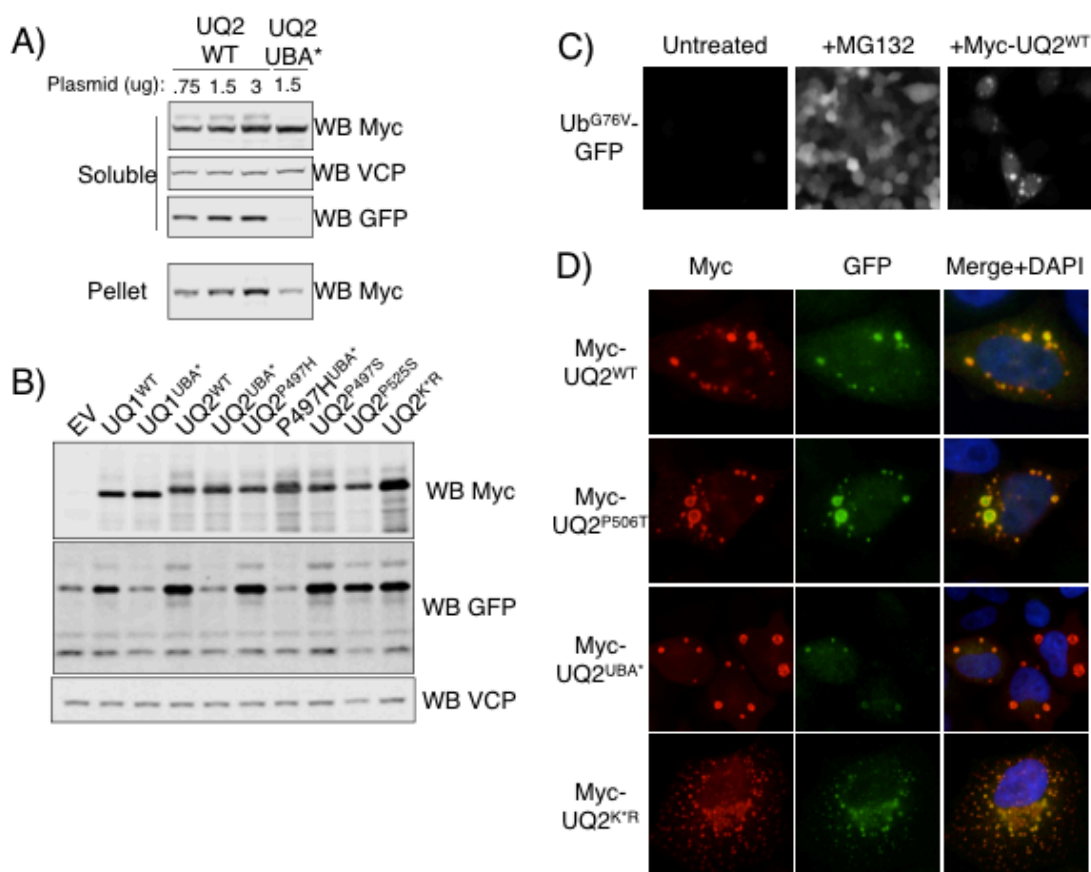 A)
UQ2 WT
UQ2 UBA*
Plasmid (ug): .75 1.5 3 1.5
Soluble
WB Myc
WB VCP
WB GFP
Pellet
WB Myc
B)
EV
UQ1WT
UQ1UBA*
UQ2WT
UQ2UBA*
UQ2P497H
P497HUBA*
UQ2P497S
UQ2P525S
UQ2K*R
WB Myc
WB GFP
WB VCP
C)
Untreated +MG132 +Myc-UQ2WT
UbG76V-
GFP
D)
Myc GFP Merge+DAPI
Myc-
UQ2WT
Myc-
UQ2P506T
Myc-
UQ2UBA*
Myc-
UQ2K*R